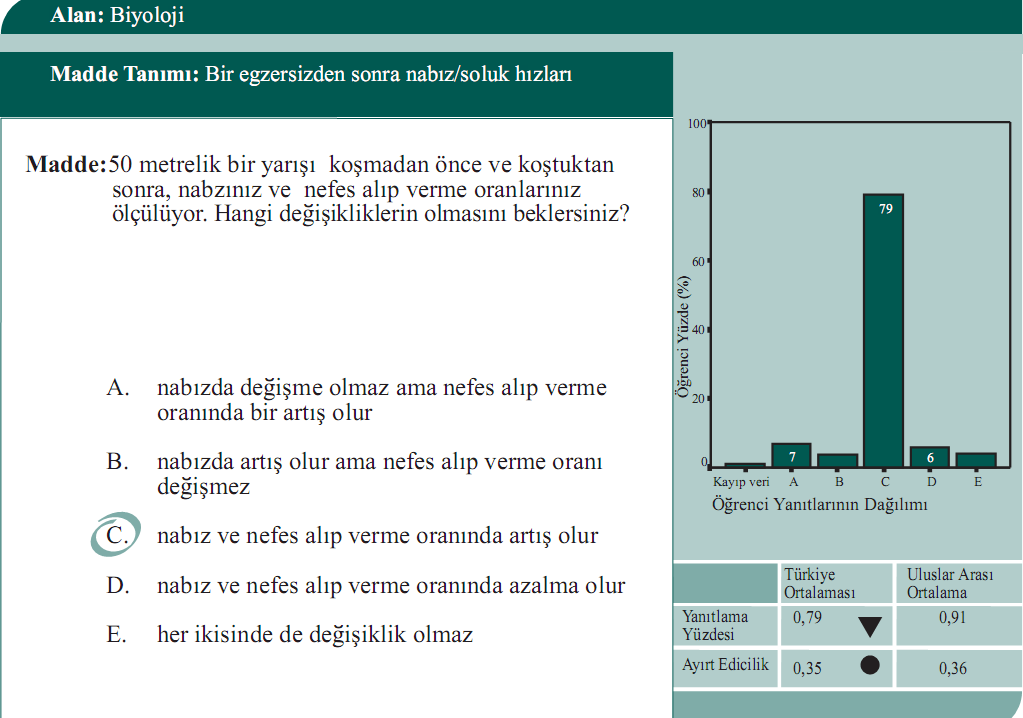 Alan: Biyoloji
Madde Tanımı: Bir egzersizden sonra nabız/soluk hızları
Madde:50 metrelik bir yarışı koşmadan önce ve koştuktan
sonra, nabzınız ve nefes alıp verme oranlarınız
ölçülüyor. Hangi değişikliklerin olmasını beklersiniz?
A. nabızda değişme olmaz ama nefes alıp verme
oranında bir artış olur
B. nabızda artış olur ama nefes alıp verme oranı
değişmez
C. nabız ve nefes alıp verme oranında artış olur
D. nabız ve nefes alıp verme oranında azalma olur
E. her ikisinde de değişiklik olmaz
100
80
60
40
20
0
Öğrenci Yüzde (%)
79
7
6
Kayıp veri A B C D E
Öğrenci Yanıtlarının Dağılımı
Türkiye
Ortalaması
Uluslar Arası
Ortalama
Yanıtlama
Yüzdesi
0,79
0,91
Ayırt Edicilik
0,35
0,36